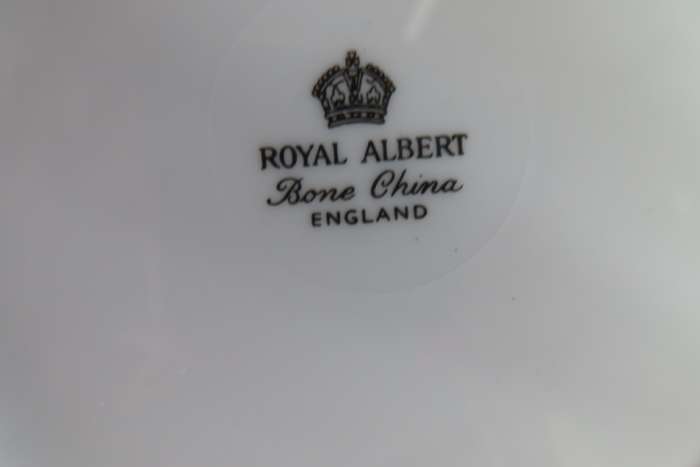 ROYAL ALBERT
Bone China
ENGLAND